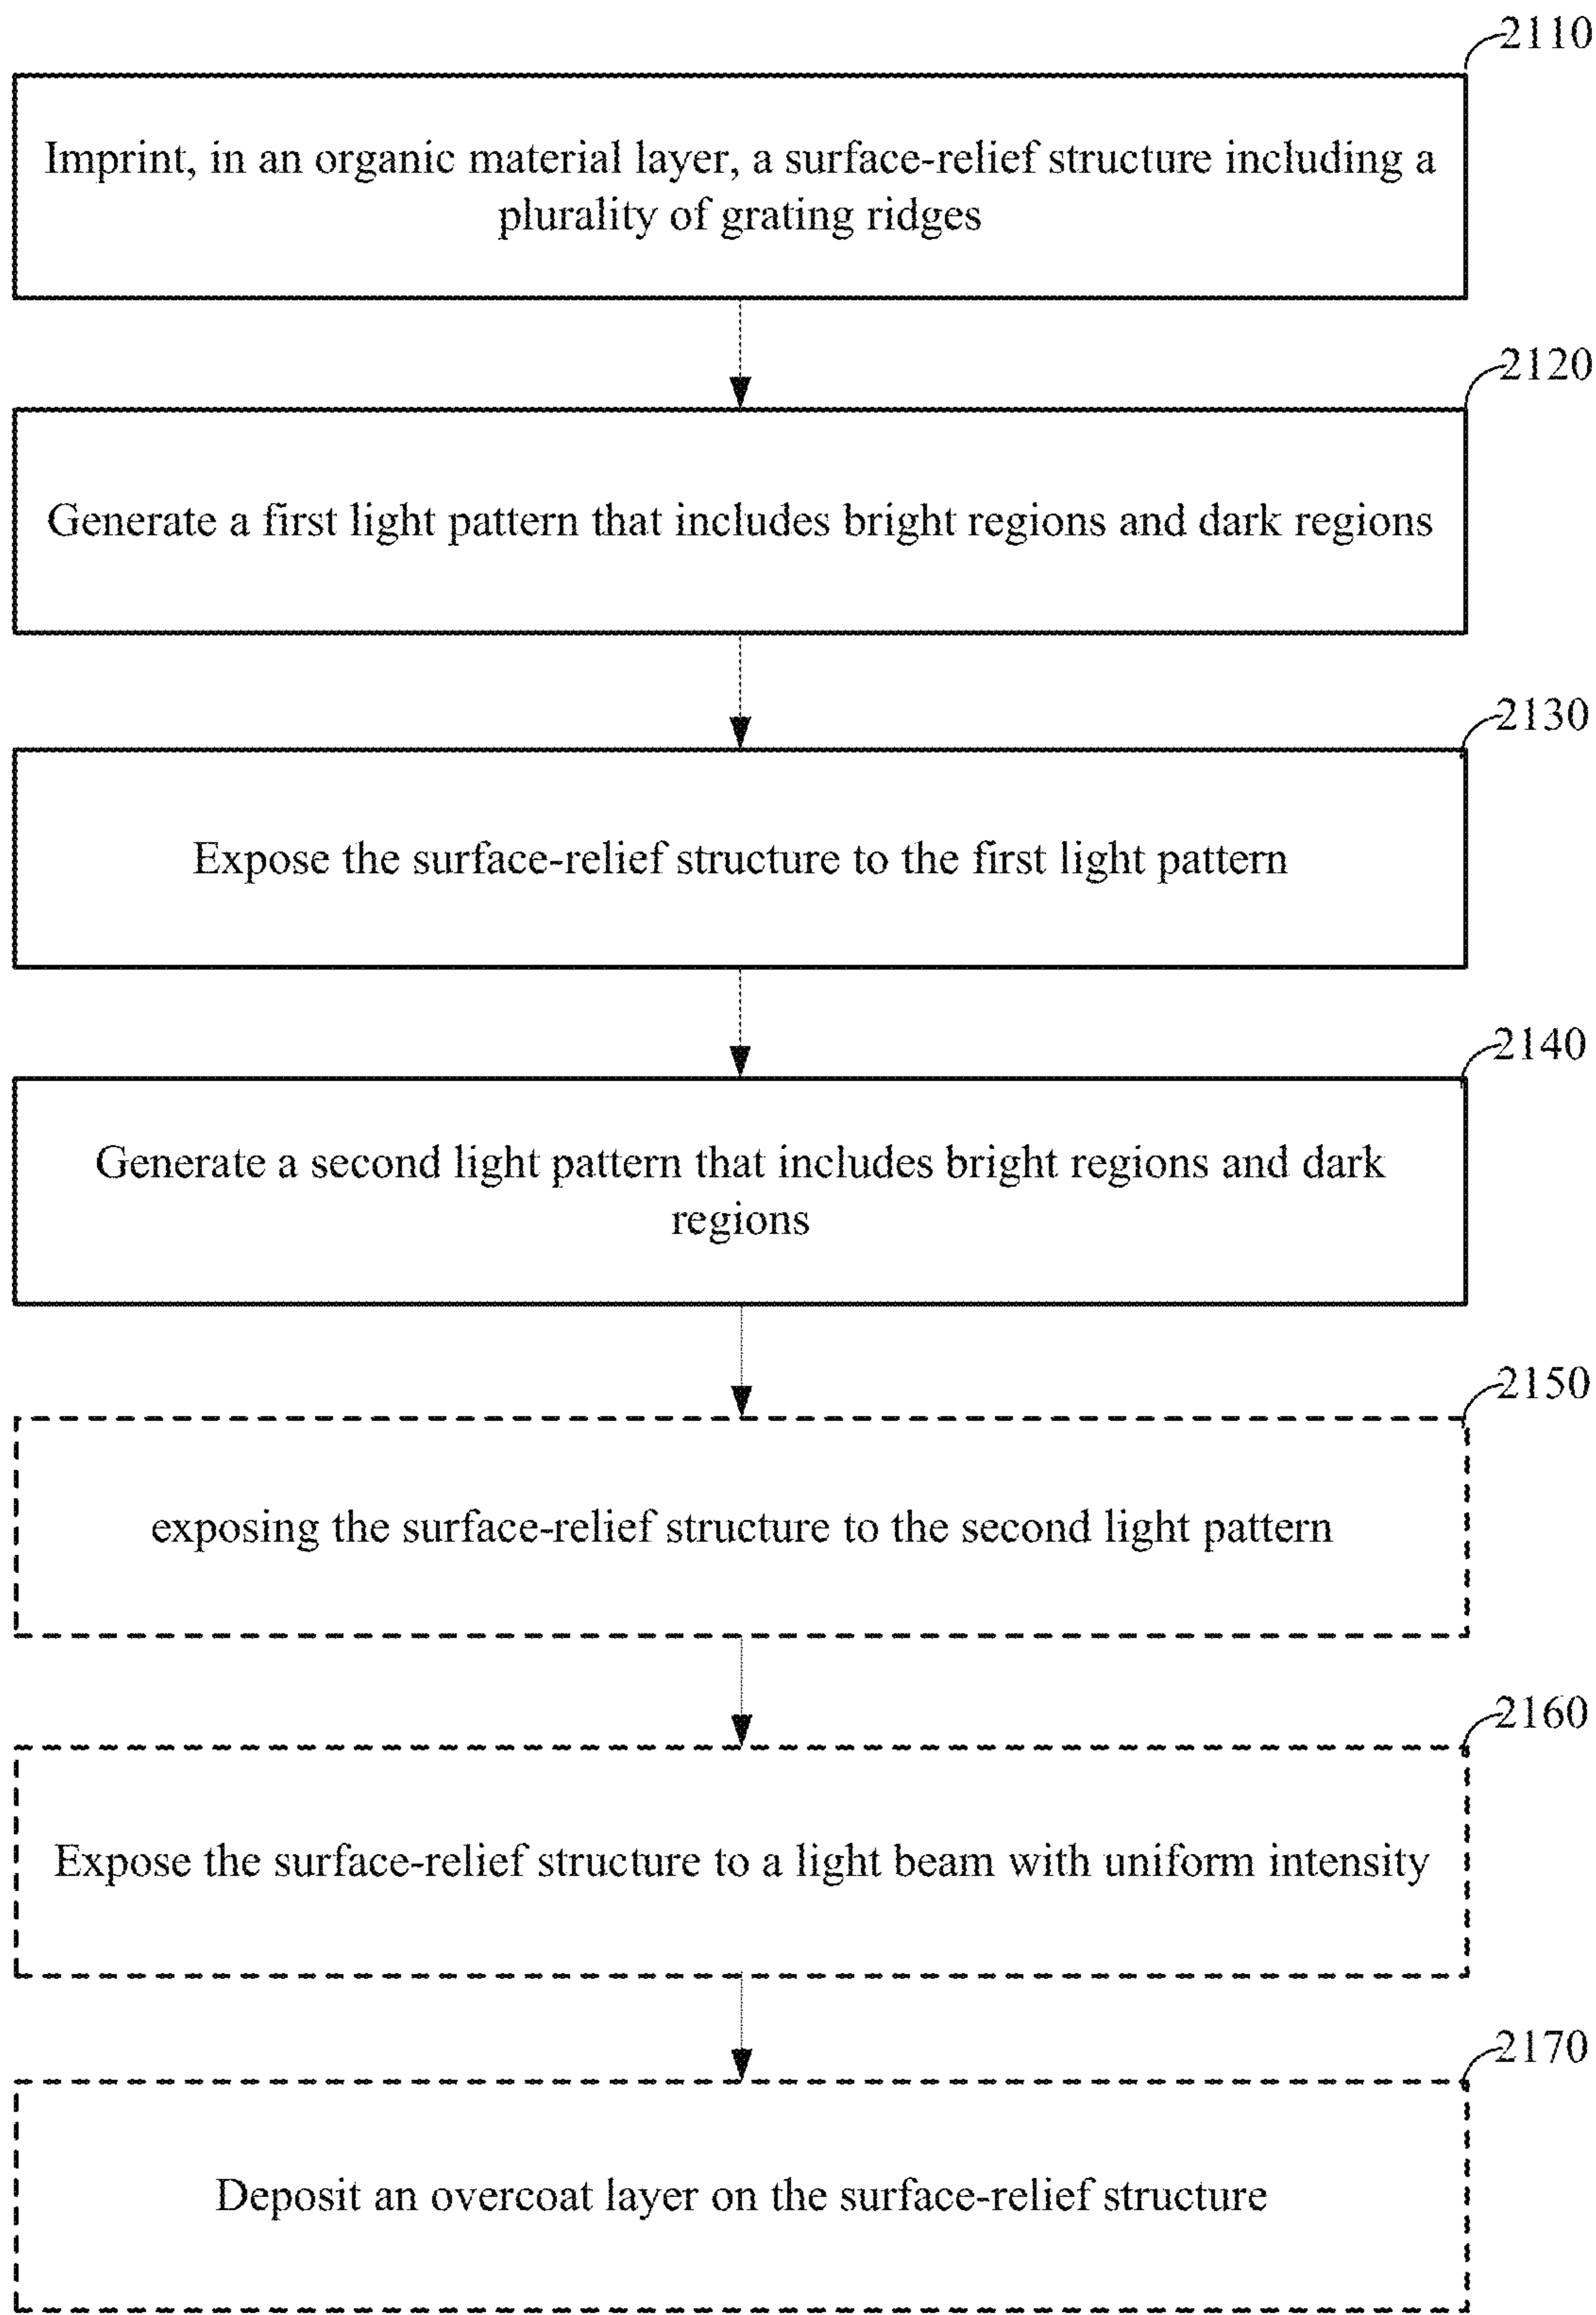 2110
Imprint, in an organic material layer, a surface-relief structure including a
plurality of grating ridges
2120
Generate a first light pattern that includes bright regions and dark regions
2130
Expose the surface-relief structure to the first light pattern
2140
Generate a second light pattern that includes bright regions and dark
regions
2150
exposing the surface-relief structure to the second light pattern
2160
Expose the surface-relief structure to a light beam with uniform intensity
2170
Deposit an overcoat layer on the surface-relief structure